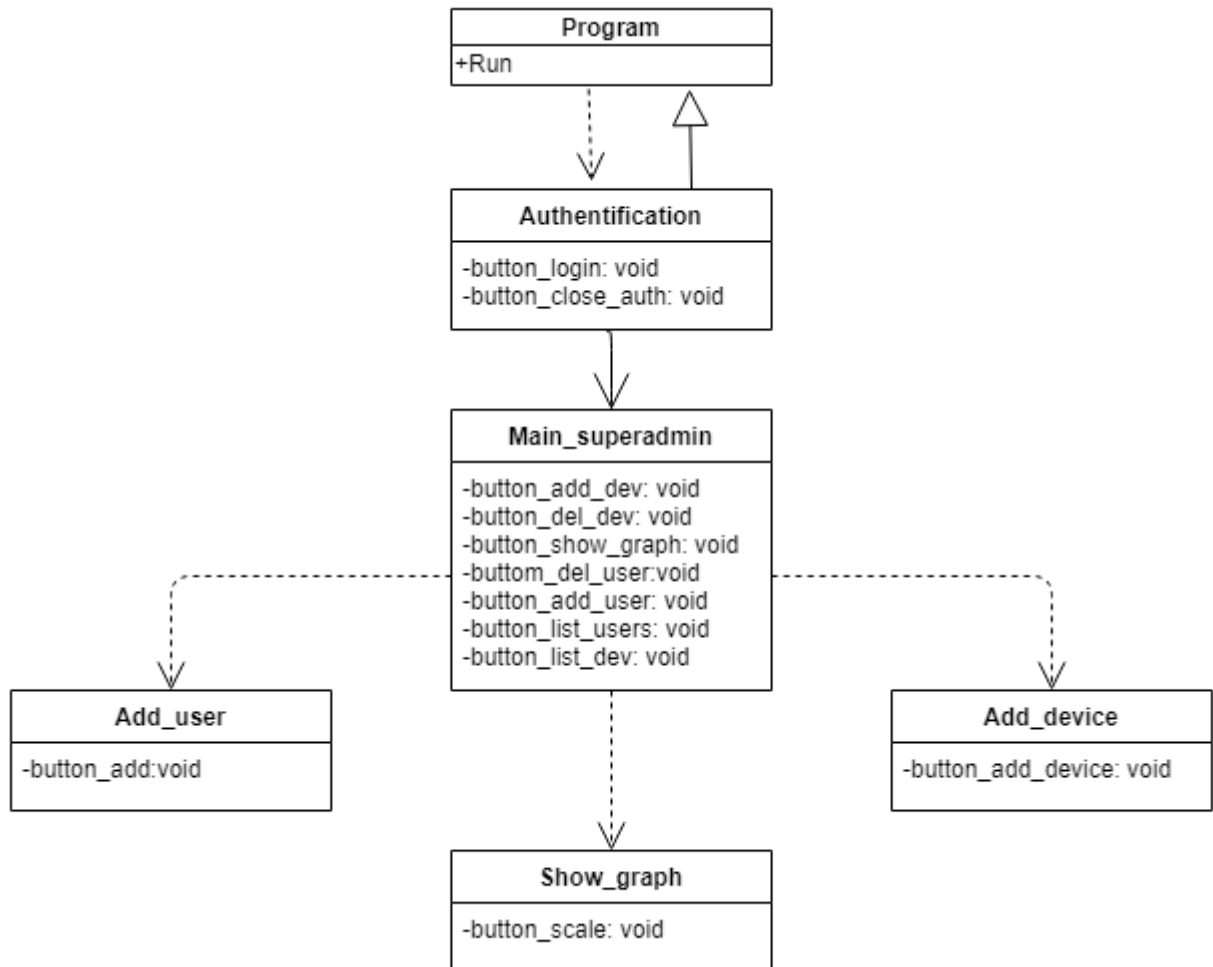 Program
+Run
Authentification
-button_login: void
-button_close_auth: void
Main_superadmin
-button_add_dev: void
-button_del_dev: void
-button_show_graph: void
-buttom_del_user:void
-button_add_user: void
-button_list_users: void
-button_list_dev: void
Add_user
-button_add:void
Add_device
-button_add_device: void
Show_graph
-button_scale: void